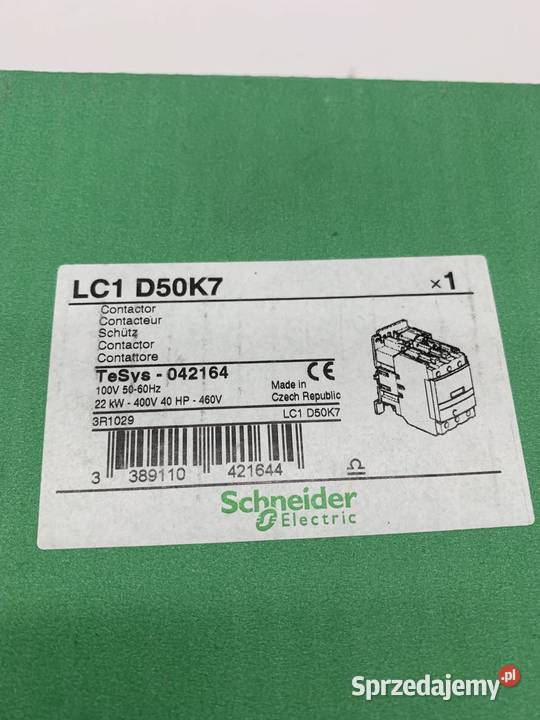 LC1 D50K7 ×1
Contactor
Contacteur
Schütz
Contactor
Contattore
TeSys - 042164 CE
100V 50-60Hz
22 kW - 400V 40 HP - 460V
Made in
Czech Republic
3R1029 LC1 D50K7
3 389110 421644
Schneider
Electric
Sprzedajemy.pl